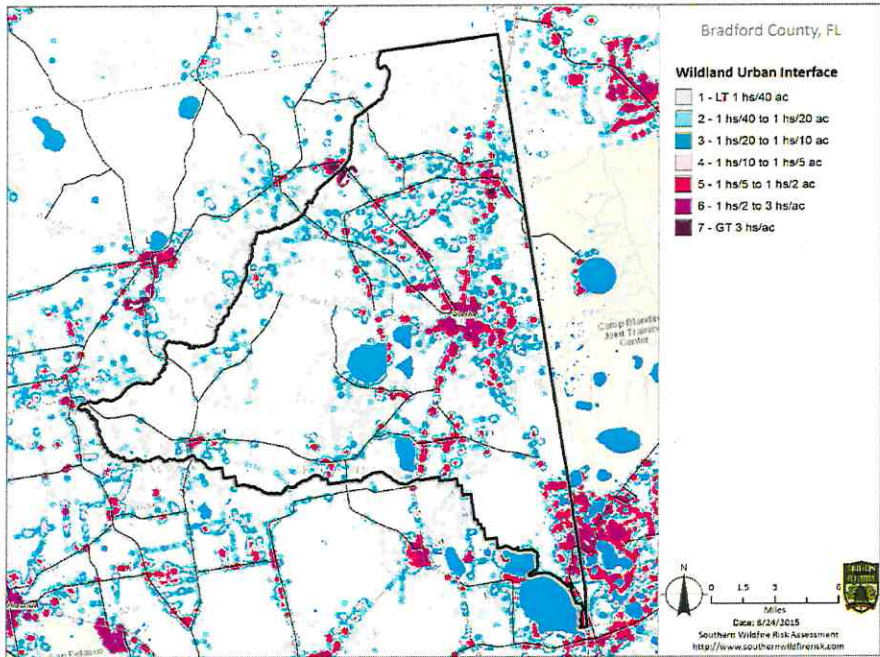 Bradford County, FL
Wildland Urban Interface
1 - LT 1 hs/40 ac
2 - 1 hs/40 to 1 hs/20 ac
3 - 1 hs/20 to 1 hs/10 ac
4 - 1 hs/10 to 1 hs/5 ac
5 - 1 hs/5 to 1 hs/2 ac
6 - 1 hs/2 to 3 hs/ac
7 - GT 3 hs/ac
Camp Blanding
Joint Training
Center
N
0 1.5 3 6
Miles
Date: 8/24/2015
Southern Wildfire Risk Assessment
http://www.southernwildfirerisk.com